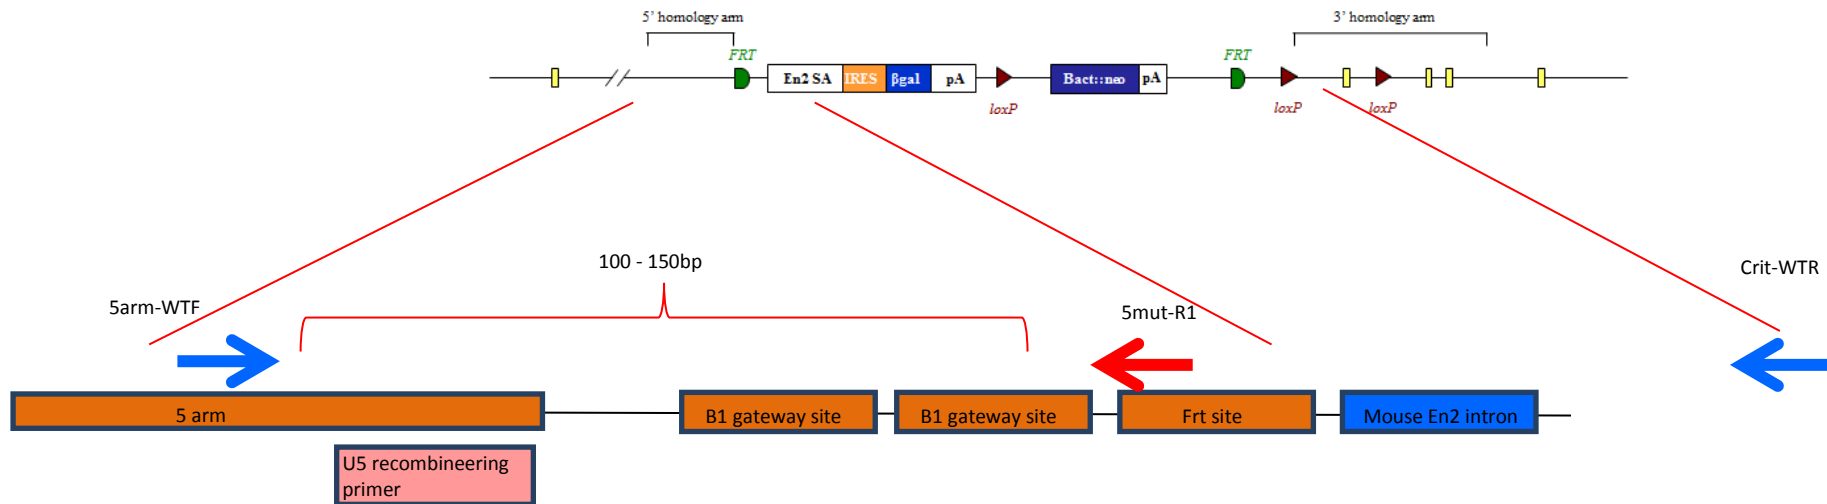 5' homology arm
3' homology arm
FRT
FRT
En2 SA IRES βgal pA
Bact::neo pA
loxP
loxP
loxP
100 - 150bp
Crit-WTR
5arm-WTF
5mut-R1
5 arm
B1 gateway site
B1 gateway site
Frt site
Mouse En2 intron
U5 recombineering
primer